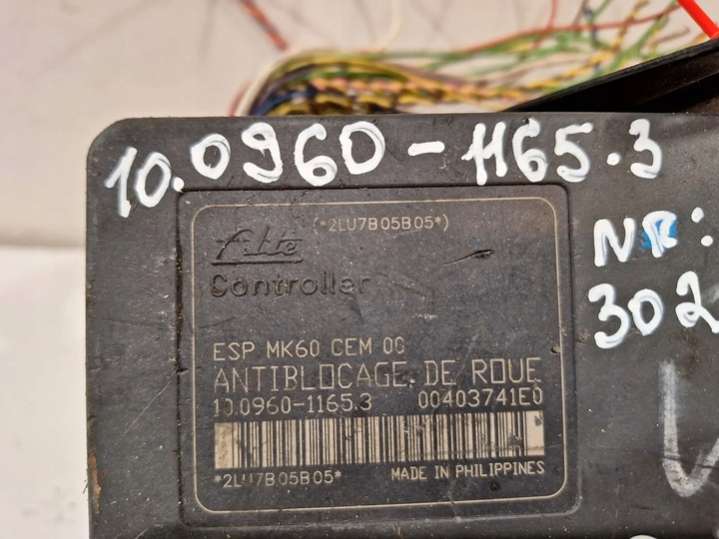 10.0960-1165.3
(*2LU7B05B05*)
NR:
302
Ate
Controller
ESP MK60 CEM 00
ANTIBLOCAGE DE ROUE
10.0960-1165.3 00403741E0
*2LU7B05B05*
MADE IN PHILIPPINES